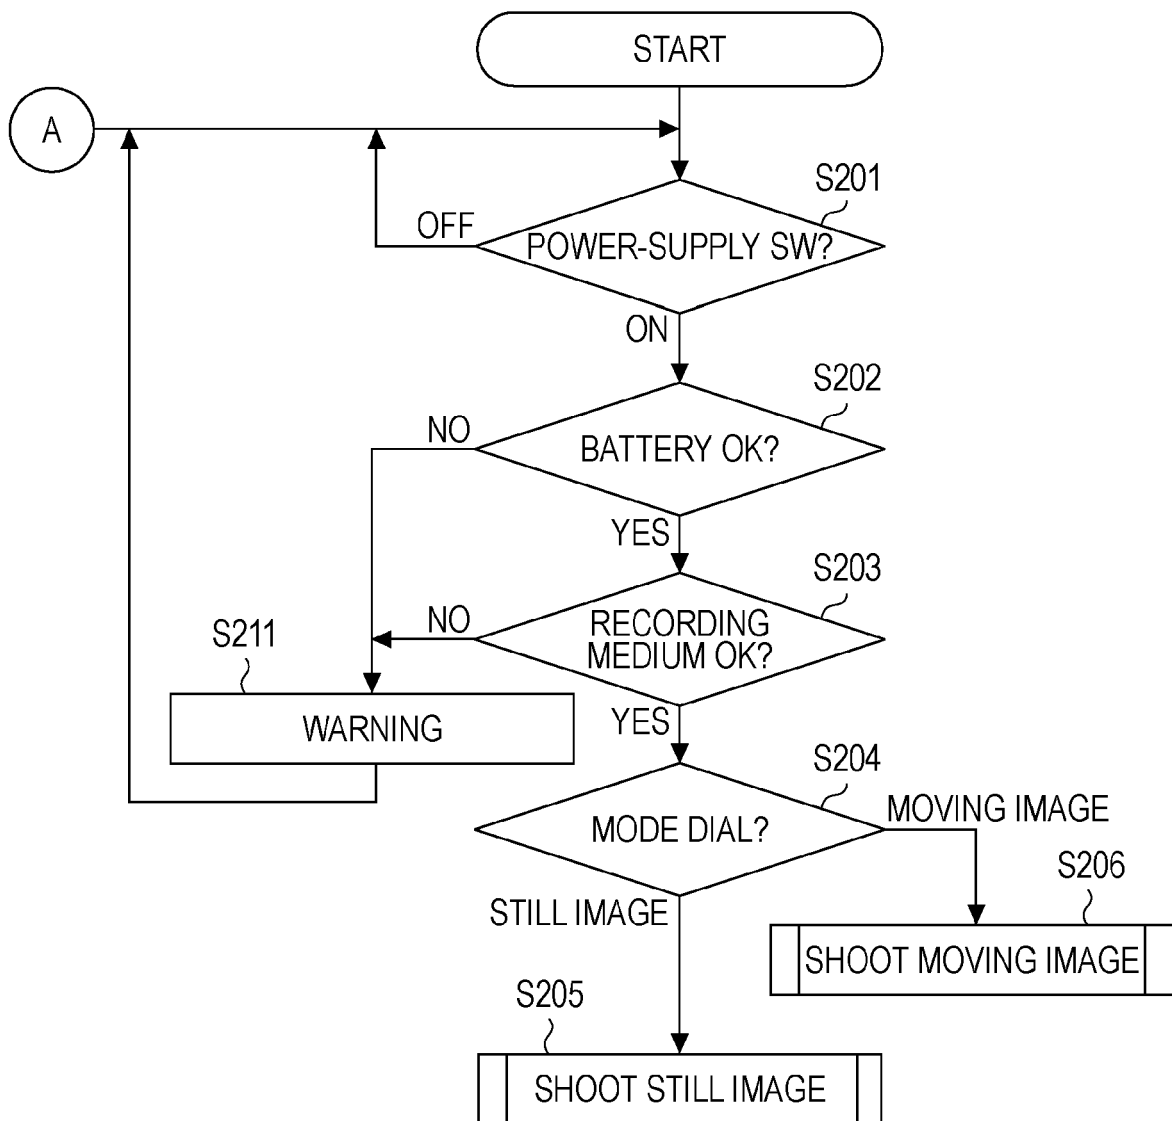 START
A
S201
OFF
POWER-SUPPLY SW?
ON
S202
NO
BATTERY OK?
YES
S203
NO
RECORDING
MEDIUM OK?
S211
WARNING
YES
S204
MOVING IMAGE
MODE DIAL?
S206
STILL IMAGE
SHOOT MOVING IMAGE
S205
SHOOT STILL IMAGE